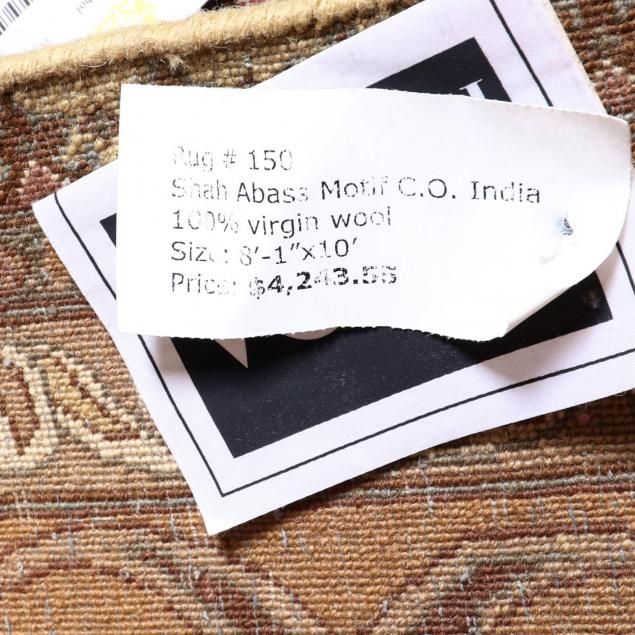 Rug # 150
Shah Abass Motif C.O. India
100% virgin wool
Size: 8'-1"x10'
Price: $4,243.55